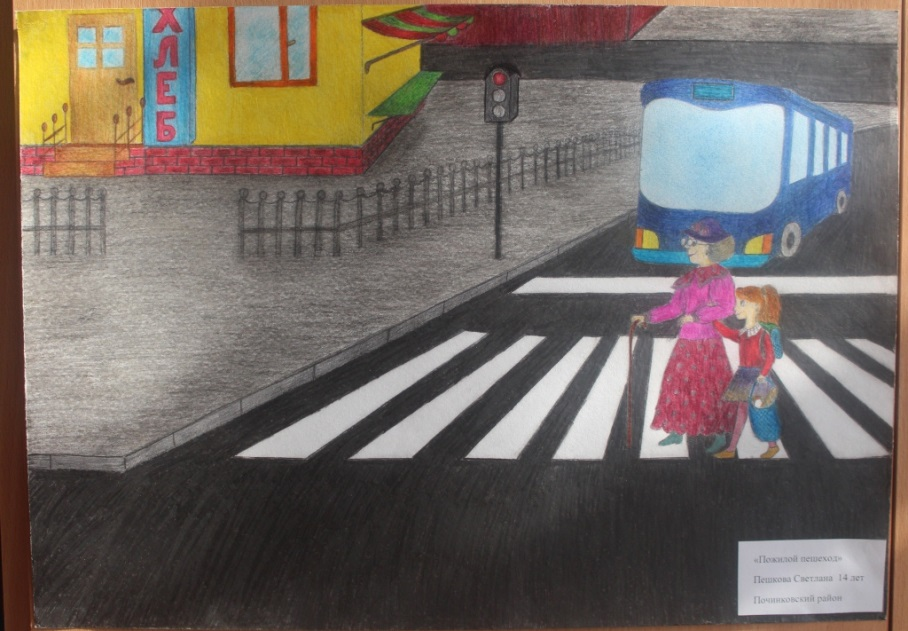 ХЛЕБ
«Пожилой пешеход»
Пешкова Светлана 14 лет
Починковский район